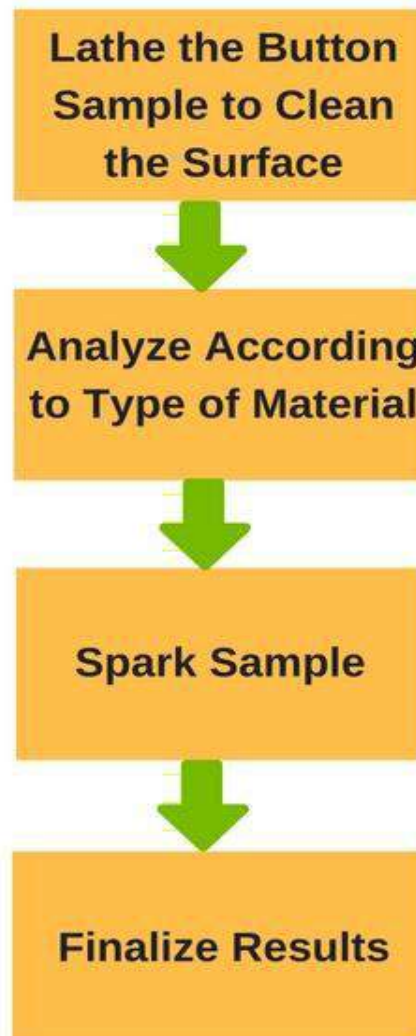 Lathe the Button
Sample to Clean
the Surface
Analyze According
to Type of Material
Spark Sample
Finalize Results